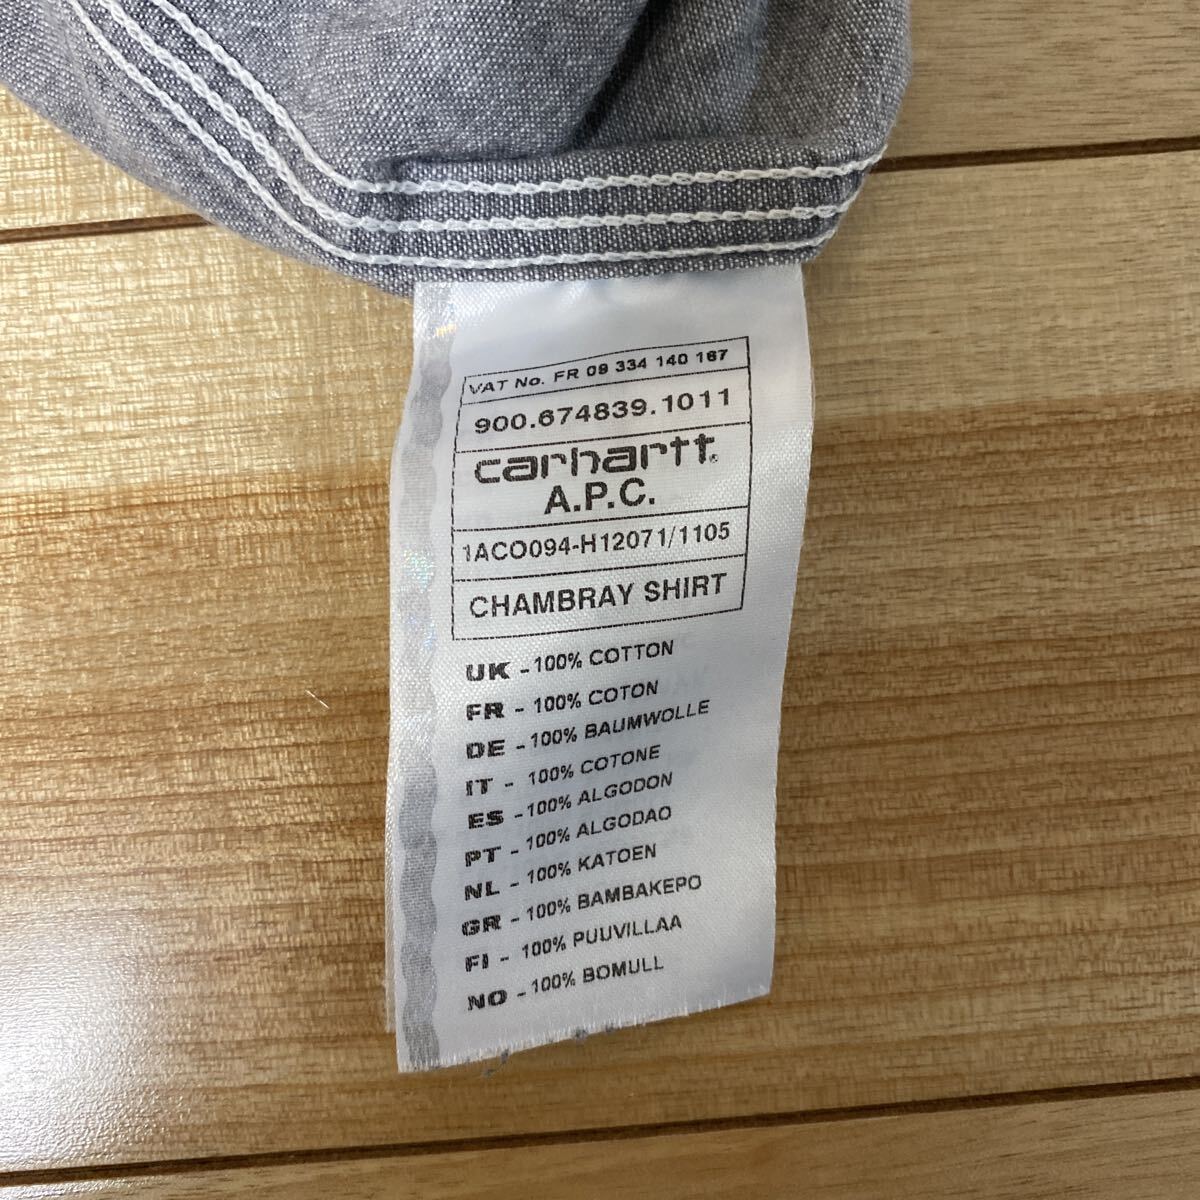 VAT No. FR 09 334 140 187
900.674839.1011
carhartt®
A.P.C.
1ACO094-H12071/1105
CHAMBRAY SHIRT
UK - 100% COTTON
FR - 100% COTON
DE - 100% BAUMWOLLE
IT - 100% COTONE
ES - 100% ALGODON
PT - 100% ALGODAO
NL - 100% KATOEN
GR - 100% BAMBAKEPO
FI - 100% PUUVILLAA
NO - 100% BOMULL